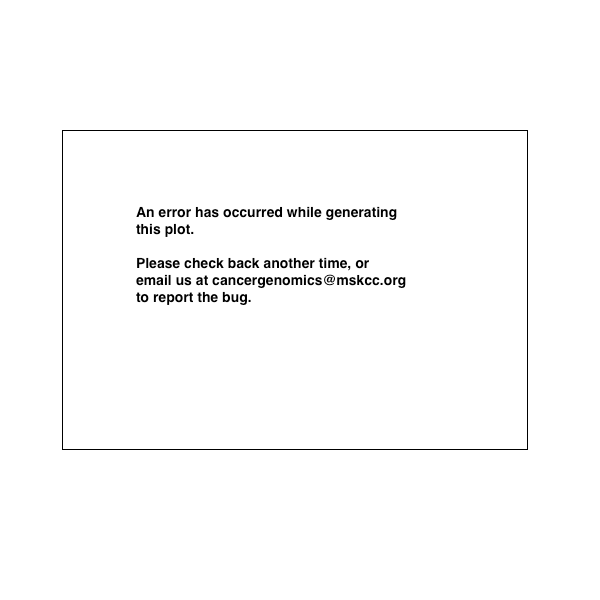 An error has occurred while generating
this plot.
Please check back another time, or
email us at cancergenomics@mskcc.org
to report the bug.